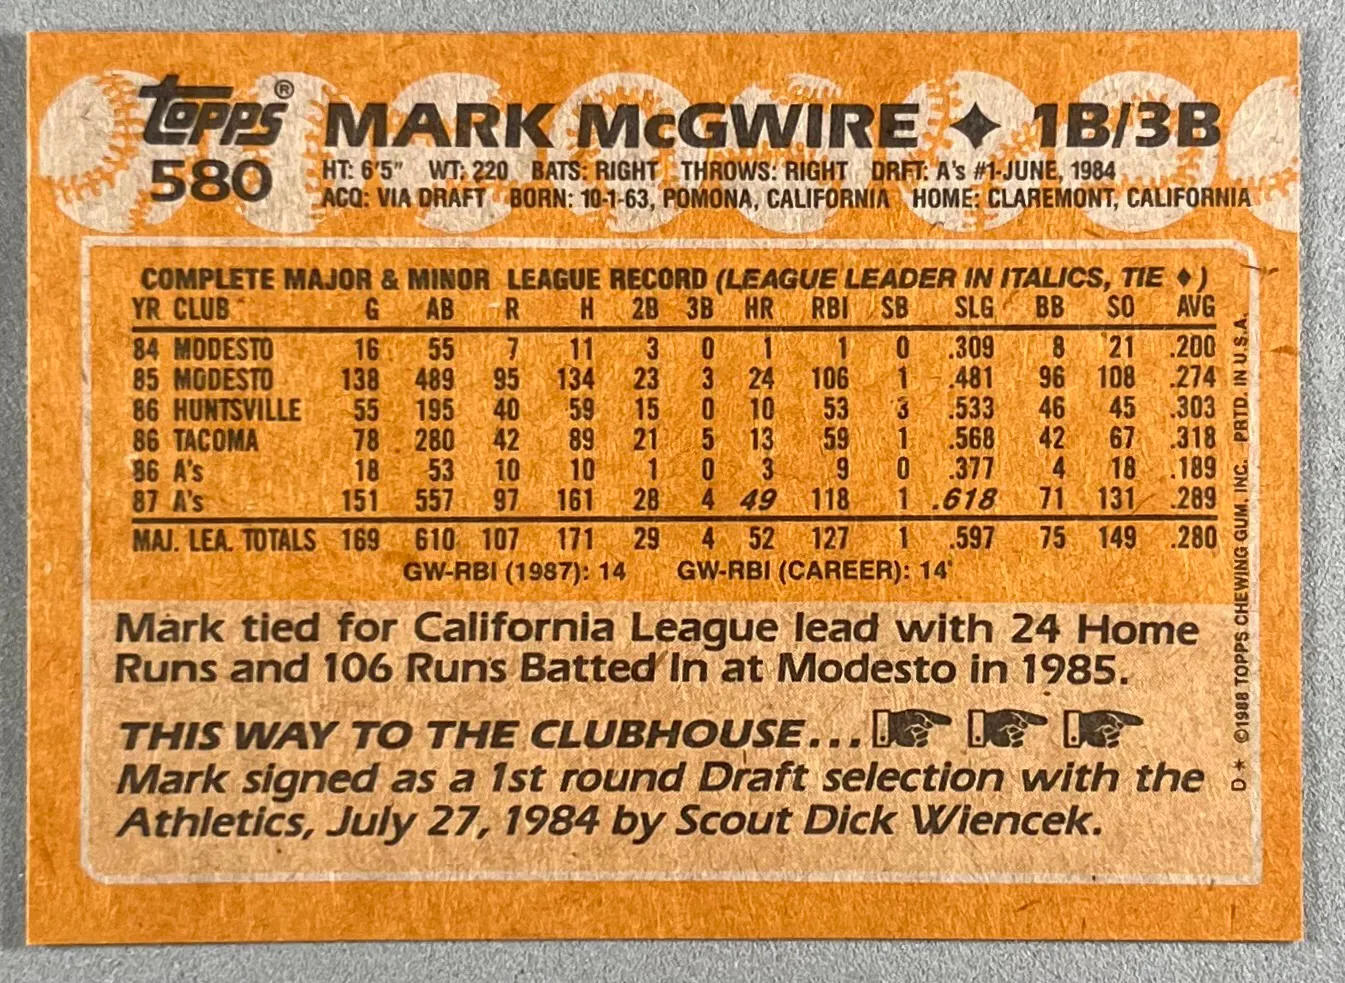 TOPPS® MARK McGWIRE ✦ 1B/3B
580
HT: 6'5" WT: 220 BATS: RIGHT THROWS: RIGHT DRFT: A's #1-JUNE, 1984
ACQ: VIA DRAFT BORN: 10-1-63, POMONA, CALIFORNIA HOME: CLAREMONT, CALIFORNIA
COMPLETE MAJOR & MINOR LEAGUE RECORD (LEAGUE LEADER IN ITALICS, TIE ♦)
YR CLUB G AB R H 2B 3B HR RBI SB SLG BB SO AVG
84 MODESTO 16 55 7 11 3 0 1 1 0 .309 8 21 .200
85 MODESTO 138 489 95 134 23 3 24 106 1 .481 96 108 .274
86 HUNTSVILLE 55 195 40 59 15 0 10 53 3 .533 46 45 .303
86 TACOMA 78 280 42 89 21 5 13 59 1 .568 42 67 .318
86 A's 18 53 10 10 1 0 3 9 0 .377 4 18 .189
87 A's 151 557 97 161 28 4 49 118 1 .618 71 131 .289
MAJ. LEA. TOTALS 169 610 107 171 29 4 52 127 1 .597 75 149 .280
GW-RBI (1987): 14 GW-RBI (CAREER): 14
Mark tied for California League lead with 24 Home
Runs and 106 Runs Batted In at Modesto in 1985.
THIS WAY TO THE CLUBHOUSE...
Mark signed as a 1st round Draft selection with the
Athletics, July 27, 1984 by Scout Dick Wiencek.
D* ©1988 TOPPS CHEWING GUM, INC. PRTD. IN U.S.A.